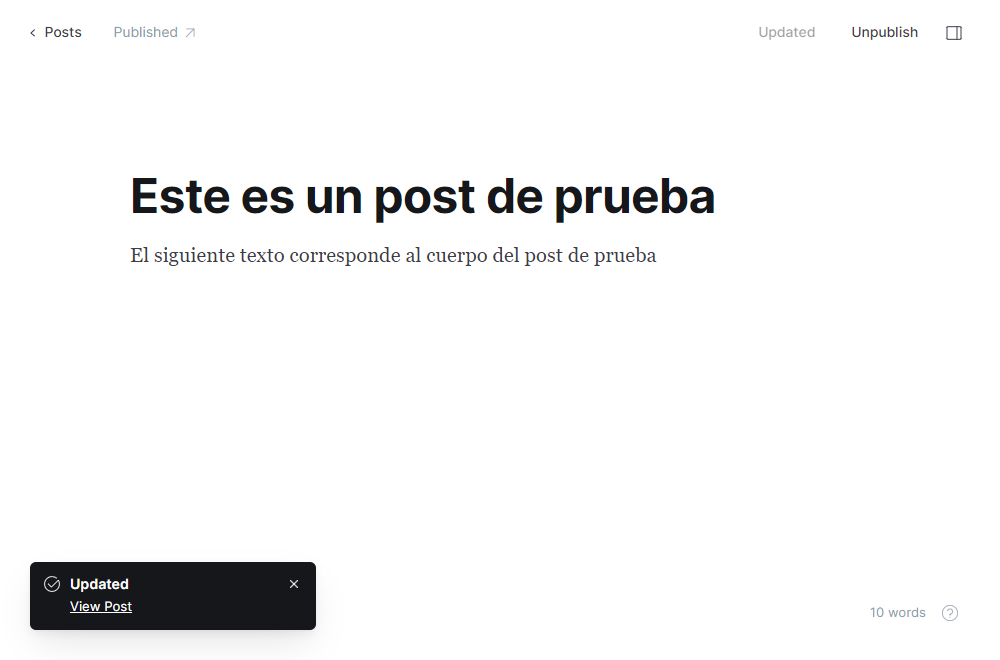 Posts Published Updated Unpublish
Este es un post de prueba
El siguiente texto corresponde al cuerpo del post de prueba
Updated
View Post
10 words